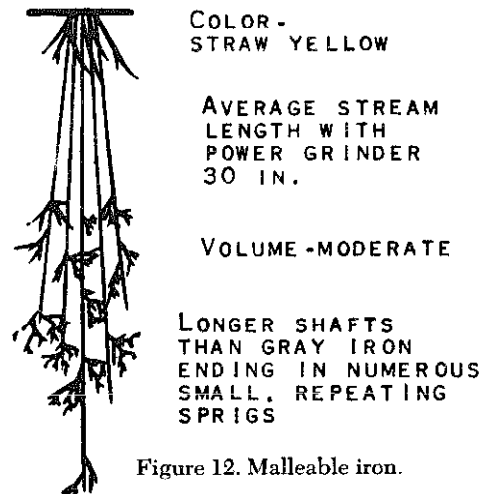 COLOR-
STRAW YELLOW
AVERAGE STREAM
LENGTH WITH
POWER GRINDER
30 IN.
VOLUME-MODERATE
LONGER SHAFTS
THAN GRAY IRON
ENDING IN NUMEROUS
SMALL, REPEATING
SPRIGS
Figure 12. Malleable iron.